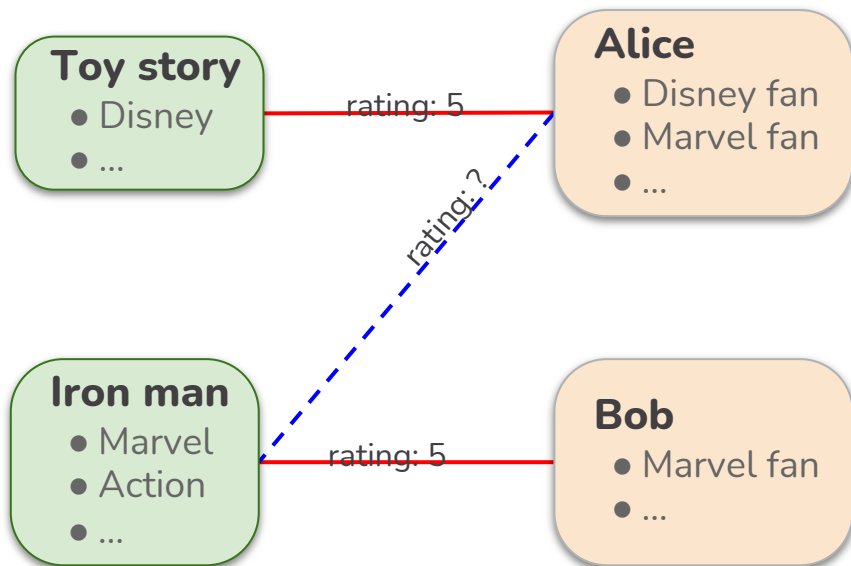 Toy story
● Disney
● ...
rating: 5
Alice
● Disney fan
● Marvel fan
● ...
rating: ?
Iron man
● Marvel
● Action
● ...
rating: 5
Bob
● Marvel fan
● ...